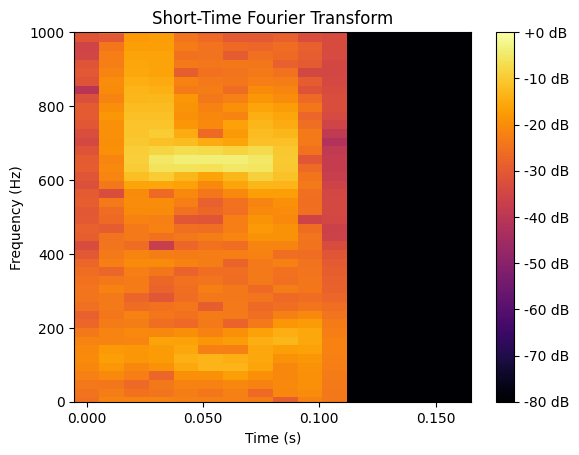 Short-Time Fourier Transform
1000
800
600
400
200
0
Frequency (Hz)
0.000
0.050
0.100
0.150
Time (s)
+0 dB
-10 dB
-20 dB
-30 dB
-40 dB
-50 dB
-60 dB
-70 dB
-80 dB